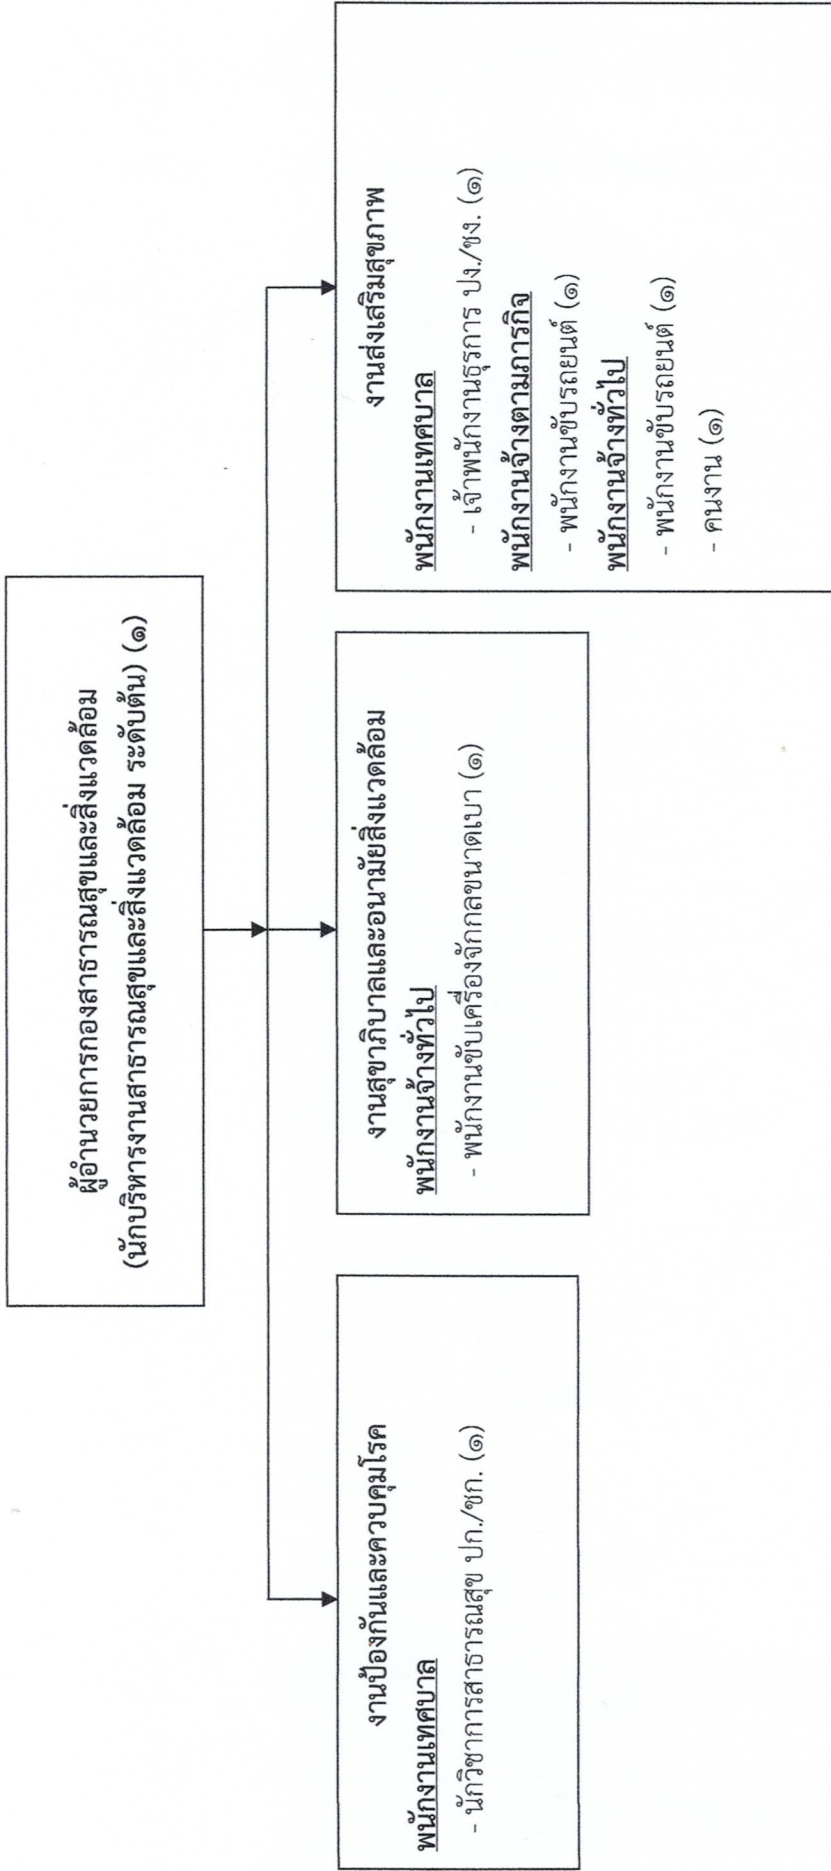 ผู้อำนวยการกองสาธารณสุขและสิ่งแวดล้อม
(นักบริหารงานสาธารณสุขและสิ่งแวดล้อม ระดับต้น) (๑)
งานป้องกันและควบคุมโรค
พนักงานเทศบาล
- นักวิชาการสาธารณสุข ปก./ชก. (๑)
งานสุขาภิบาลและอนามัยสิ่งแวดล้อม
พนักงานจ้างทั่วไป
- พนักงานขับเครื่องจักกลขนาดเบา (๑)
งานส่งเสริมสุขภาพ
พนักงานเทศบาล
- เจ้าพนักงานธุรการ ปง./ชง. (๑)
พนักงานจ้างตามภารกิจ
- พนักงานขับรถยนต์ (๑)
พนักงานจ้างทั่วไป
- พนักงานขับรถยนต์ (๑)
- คนงาน (๑)